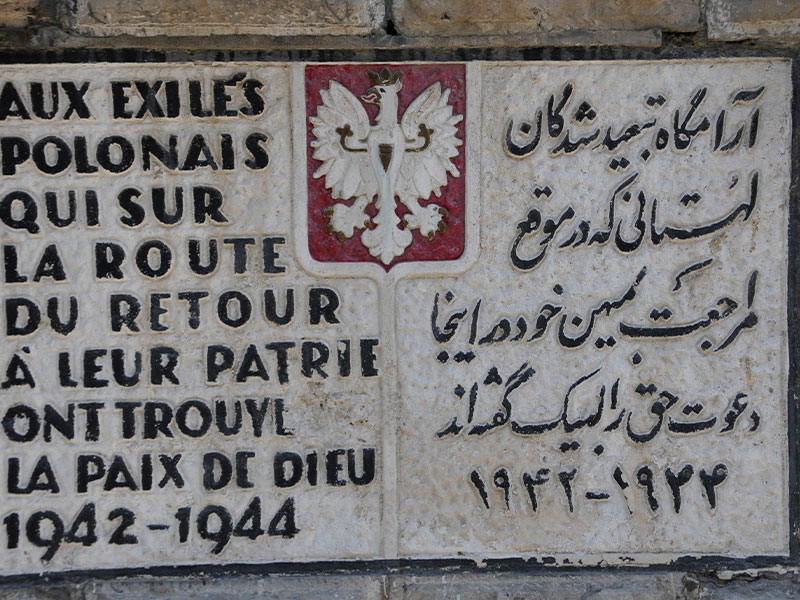 AUX EXILÉS
POLONAIS
QUI SUR
LA ROUTE
DU RETOUR
À LEUR PATRIE
ONT TROUYL
LA PAIX DE DIEU
1942-1944
آرامگاه تبعید شدگان
لهستانی که در موقع
مراجعت بمیهن خود در اینجا
دعوت حق را لبیک گفته اند
۱۹۴۲-۱۹۴۴